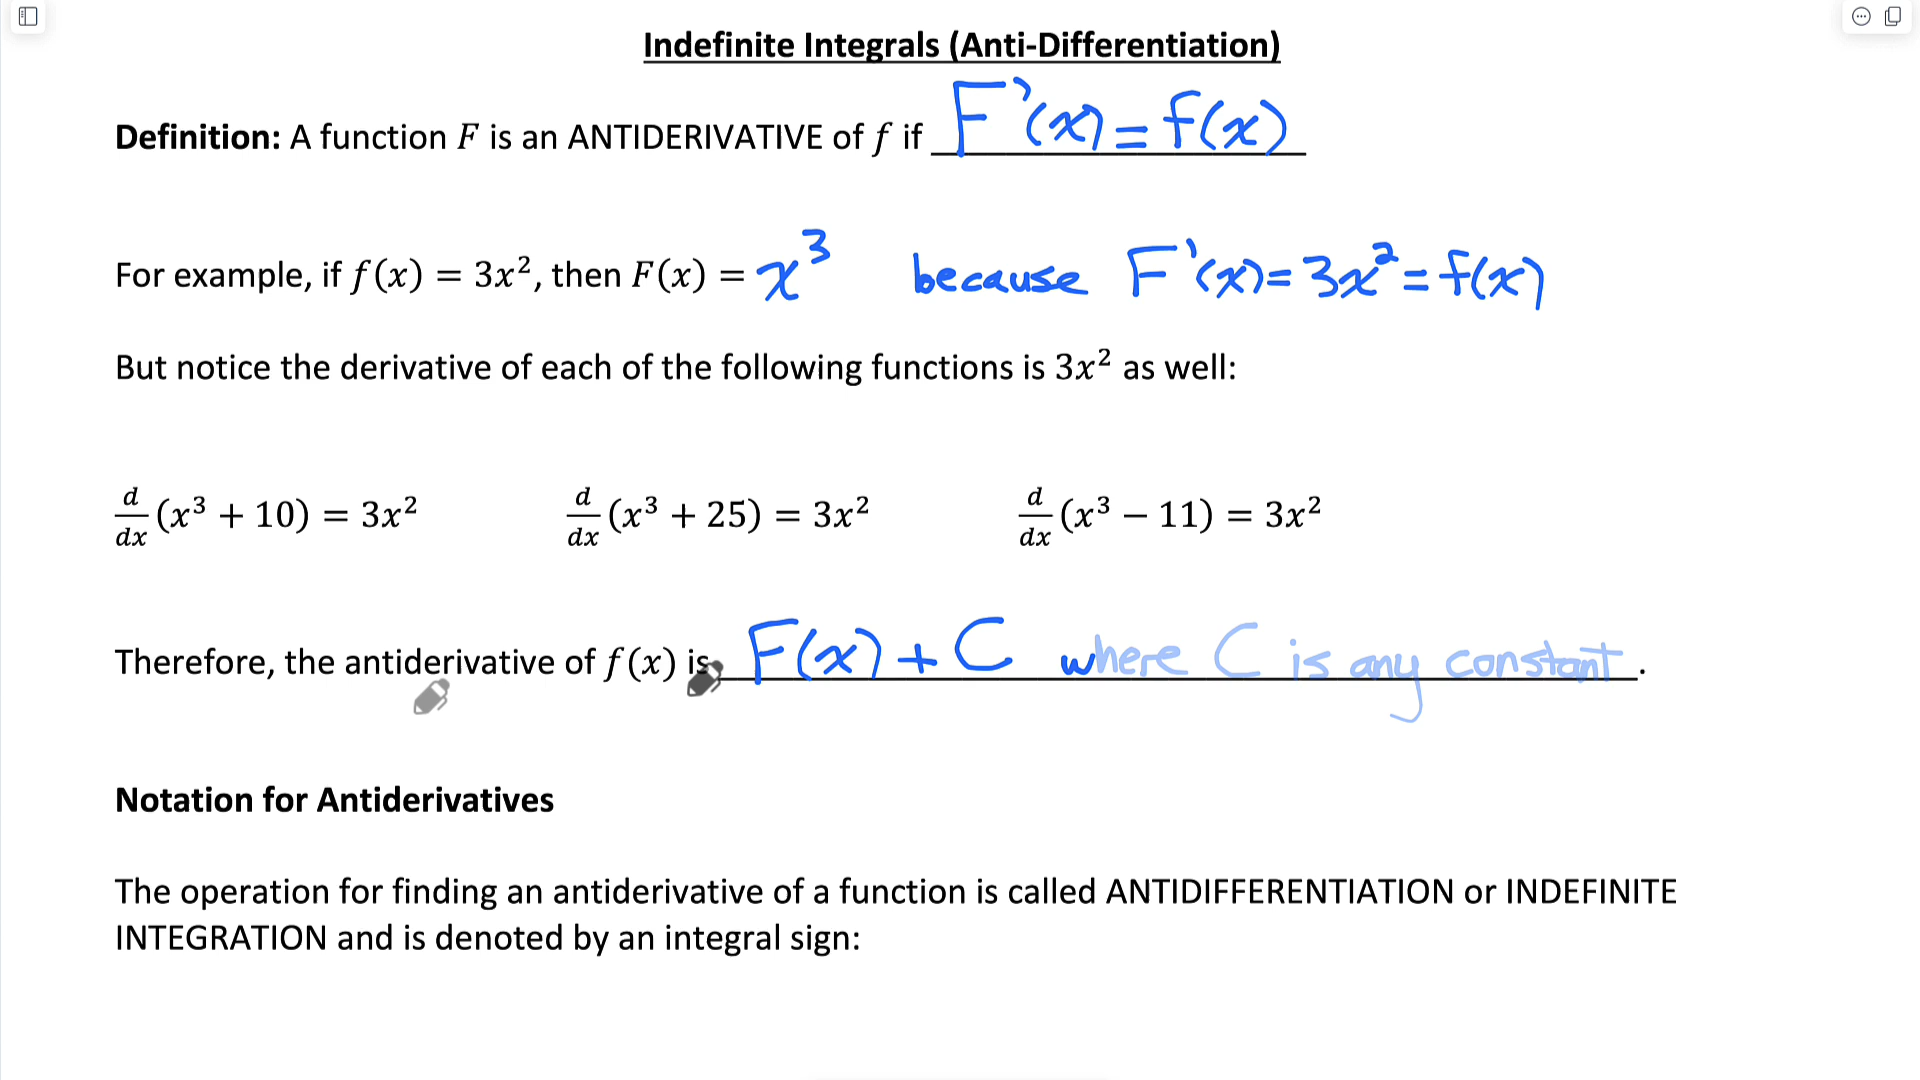 Indefinite Integrals (Anti-Differentiation)
Definition: A function F is an ANTIDERIVATIVE of f if F'(x) = f(x)
For example, if f(x) = 3x², then F(x) = x³ because F'(x) = 3x² = f(x)
But notice the derivative of each of the following functions is 3x² as well:
d/dx (x³ + 10) = 3x² d/dx (x³ + 25) = 3x² d/dx (x³ − 11) = 3x²
Therefore, the antiderivative of f(x) is F(x) + C where C is any constant.
Notation for Antiderivatives
The operation for finding an antiderivative of a function is called ANTIDIFFERENTIATION or INDEFINITE
INTEGRATION and is denoted by an integral sign: